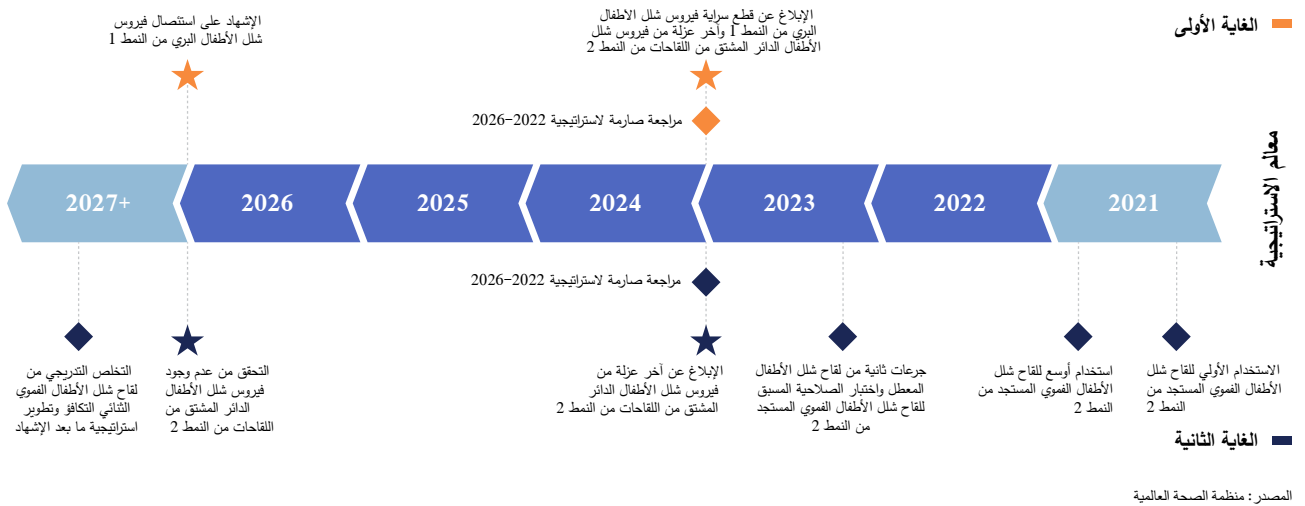 الغاية الأولى
الإبلاغ عن قطع سراية فيروس شلل الأطفال
البري من النمط 1 وآخر عزلة من فيروس شلل
الأطفال الدائر المشتق من اللقاحات من النمط 2
الإشهاد على استئصال فيروس
شلل الأطفال البري من النمط 1
مراجعة صارمة لاستراتيجية 2022-2026
معالم الاستراتيجية
2021
2022
2023
2024
2025
2026
2027+
مراجعة صارمة لاستراتيجية 2022-2026
الاستخدام الأولي للقاح شلل
الأطفال الفموي المستجد من
النمط 2
استخدام أوسع للقاح شلل
الأطفال الفموي المستجد من
النمط 2
جرعات ثانية من لقاح شلل الأطفال
المعطل واختبار الصلاحية المسبق
للقاح شلل الأطفال الفموي المستجد
من النمط 2
الإبلاغ عن آخر عزلة من
فيروس شلل الأطفال الدائر
المشتق من اللقاحات من النمط 2
التحقق من عدم وجود
فيروس شلل الأطفال
الدائر المشتق من
اللقاحات من النمط 2
التخلص التدريجي من
لقاح شلل الأطفال الفموي
الثنائي التكافؤ وتطوير
استراتيجية ما بعد الإشهاد
الغاية الثانية
المصدر: منظمة الصحة العالمية